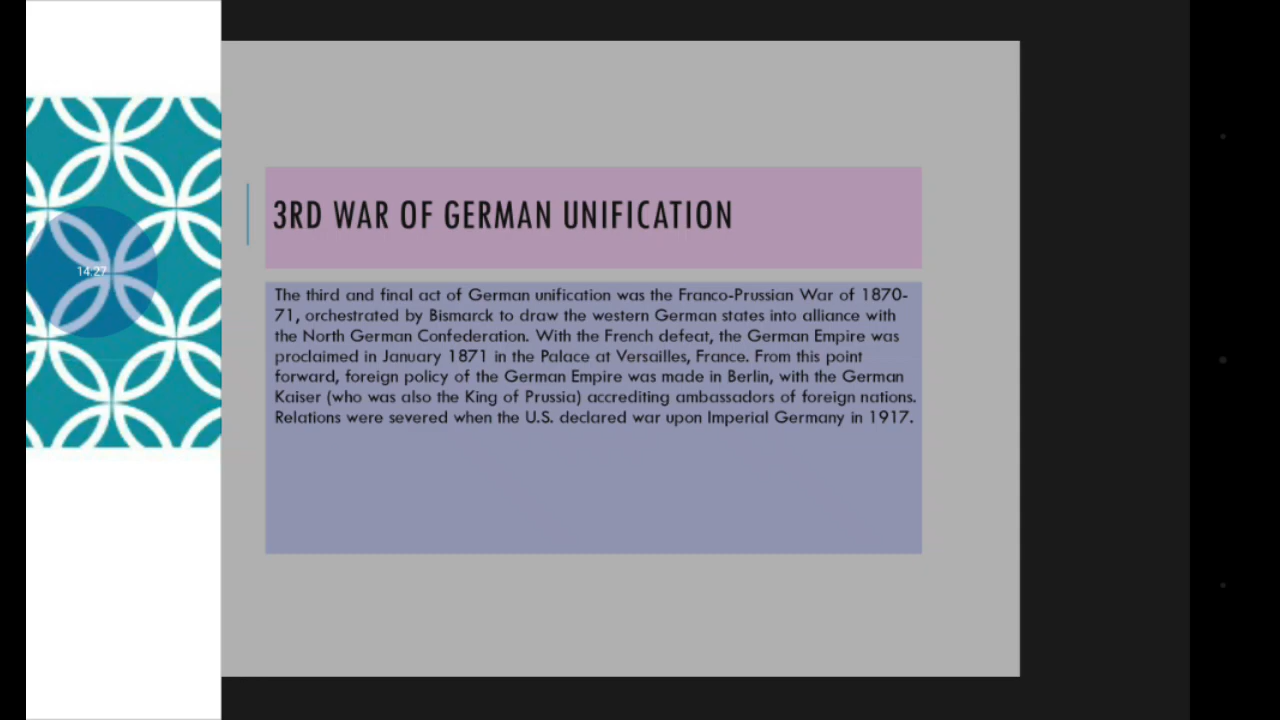 3RD WAR OF GERMAN UNIFICATION
The third and final act of German unification was the Franco-Prussian War of 1870-
71, orchestrated by Bismarck to draw the western German states into alliance with
the North German Confederation. With the French defeat, the German Empire was
proclaimed in January 1871 in the Palace at Versailles, France. From this point
forward, foreign policy of the German Empire was made in Berlin, with the German
Kaiser (who was also the King of Prussia) accrediting ambassadors of foreign nations.
Relations were severed when the U.S. declared war upon Imperial Germany in 1917.
14.27